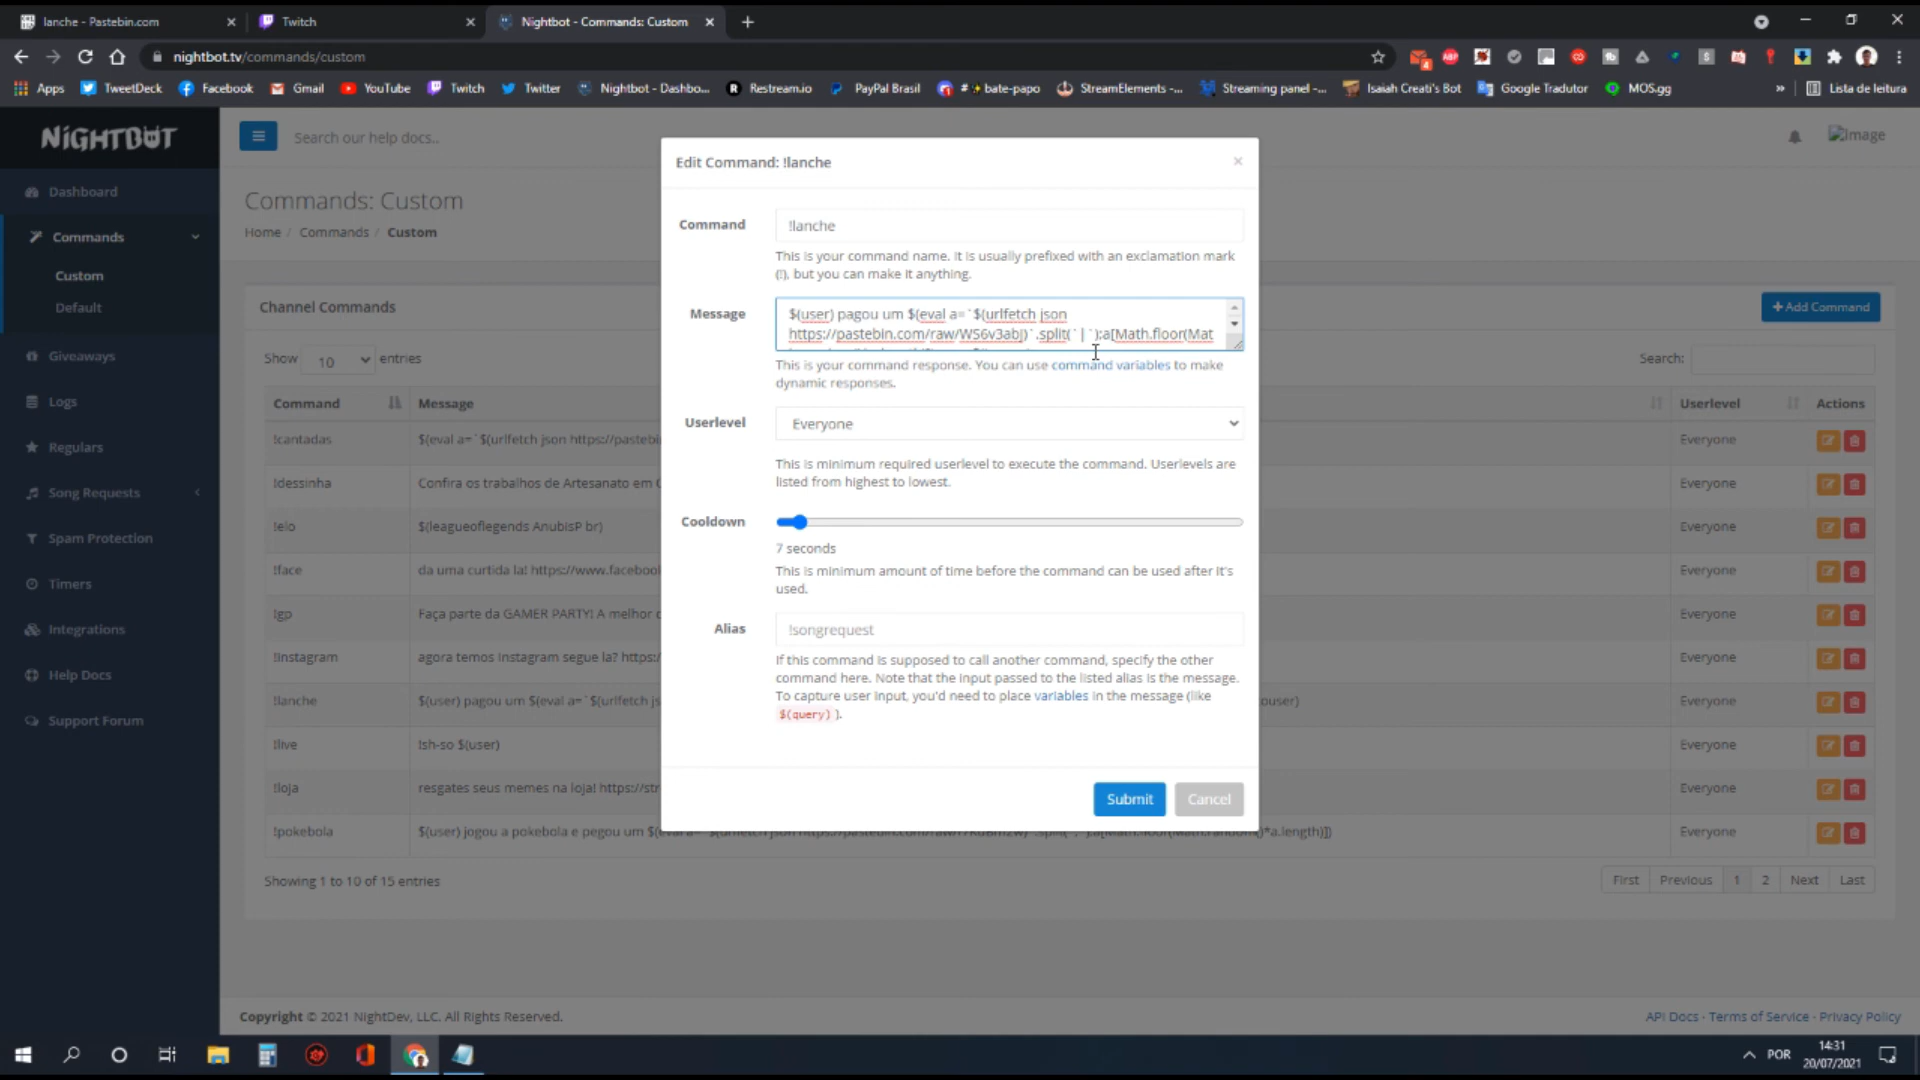 lanche - Pastebin.com
Twitch
Nightbot - Commands: Custom
nightbot.tv/commands/custom
Apps
TweetDeck
Facebook
Gmail
YouTube
Twitch
Twitter
Nightbot - Dashbo...
Restream.io
PayPal Brasil
bate-papo
StreamElements -...
Streaming panel -...
Isaiah Creati's Bot
Google Tradutor
MOS.gg
»
Lista de leitura
NIGHTBOT
Search our help docs..
Image
Dashboard
Commands
Custom
Default
Giveaways
Logs
Regulars
Song Requests
Spam Protection
Timers
Integrations
Help Docs
Support Forum
Commands: Custom
Home / Commands / Custom
Channel Commands
+ Add Command
Show 10 entries
Search:
Command
Message
Userlevel
Actions
!cantadas
$(eval a=`$(urlfetch json https://pastebi
Everyone
!dessinha
Confira os trabalhos de Artesanato em
Everyone
!elo
$(leagueoflegends AnubisP br)
Everyone
!face
da uma curtida la! https://www.facebook
Everyone
!gp
Faça parte da GAMER PARTY! A melhor
Everyone
!instagram
agora temos instagram segue la? https:/
Everyone
!lanche
$(user) pagou um $(eval a=`$(urlfetch js
ouser)
Everyone
!live
!sh-so $(user)
Everyone
!loja
resgates seus memes na loja! https://str
Everyone
!pokebola
$(user) jogou a pokebola e pegou um
)*a.length)])
Everyone
Showing 1 to 10 of 15 entries
First
Previous
1
2
Next
Last
Edit Command: !lanche
×
Command
!lanche
This is your command name. It is usually prefixed with an exclamation mark
(!), but you can make it anything.
Message
$(user) pagou um $(eval a=`$(urlfetch json
https://pastebin.com/raw/WS6v3abJ)`.split(`|`);a[Math.floor(Mat
This is your command response. You can use command variables to make
dynamic responses.
Userlevel
Everyone
This is minimum required userlevel to execute the command. Userlevels are
listed from highest to lowest.
Cooldown
7 seconds
This is minimum amount of time before the command can be used after it's
used.
Alias
!songrequest
If this command is supposed to call another command, specify the other
command here. Note that the input passed to the listed alias is the message.
To capture user input, you'd need to place variables in the message (like
$(query) ).
Submit
Cancel
Copyright © 2021 NightDev, LLC. All Rights Reserved.
API Docs · Terms of Service · Privacy Policy
POR
14:31
20/07/2021